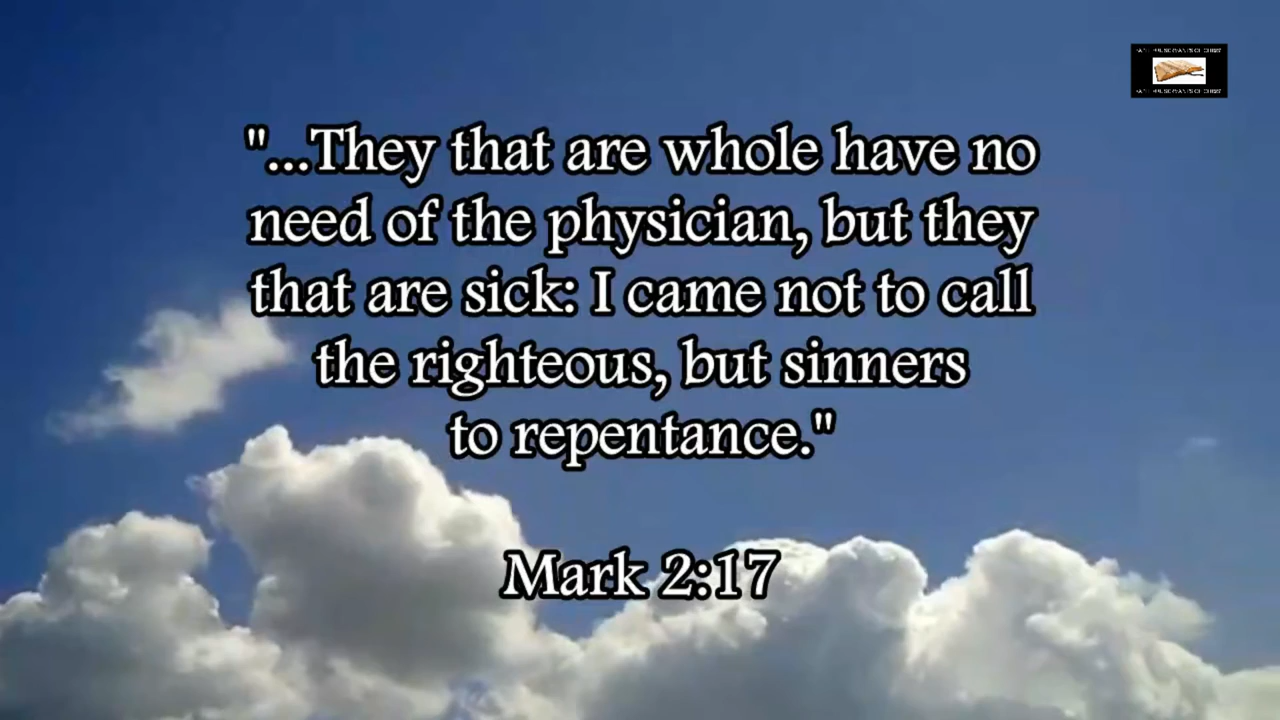 "...They that are whole have no
need of the physician, but they
that are sick: I came not to call
the righteous, but sinners
to repentance."
Mark 2:17